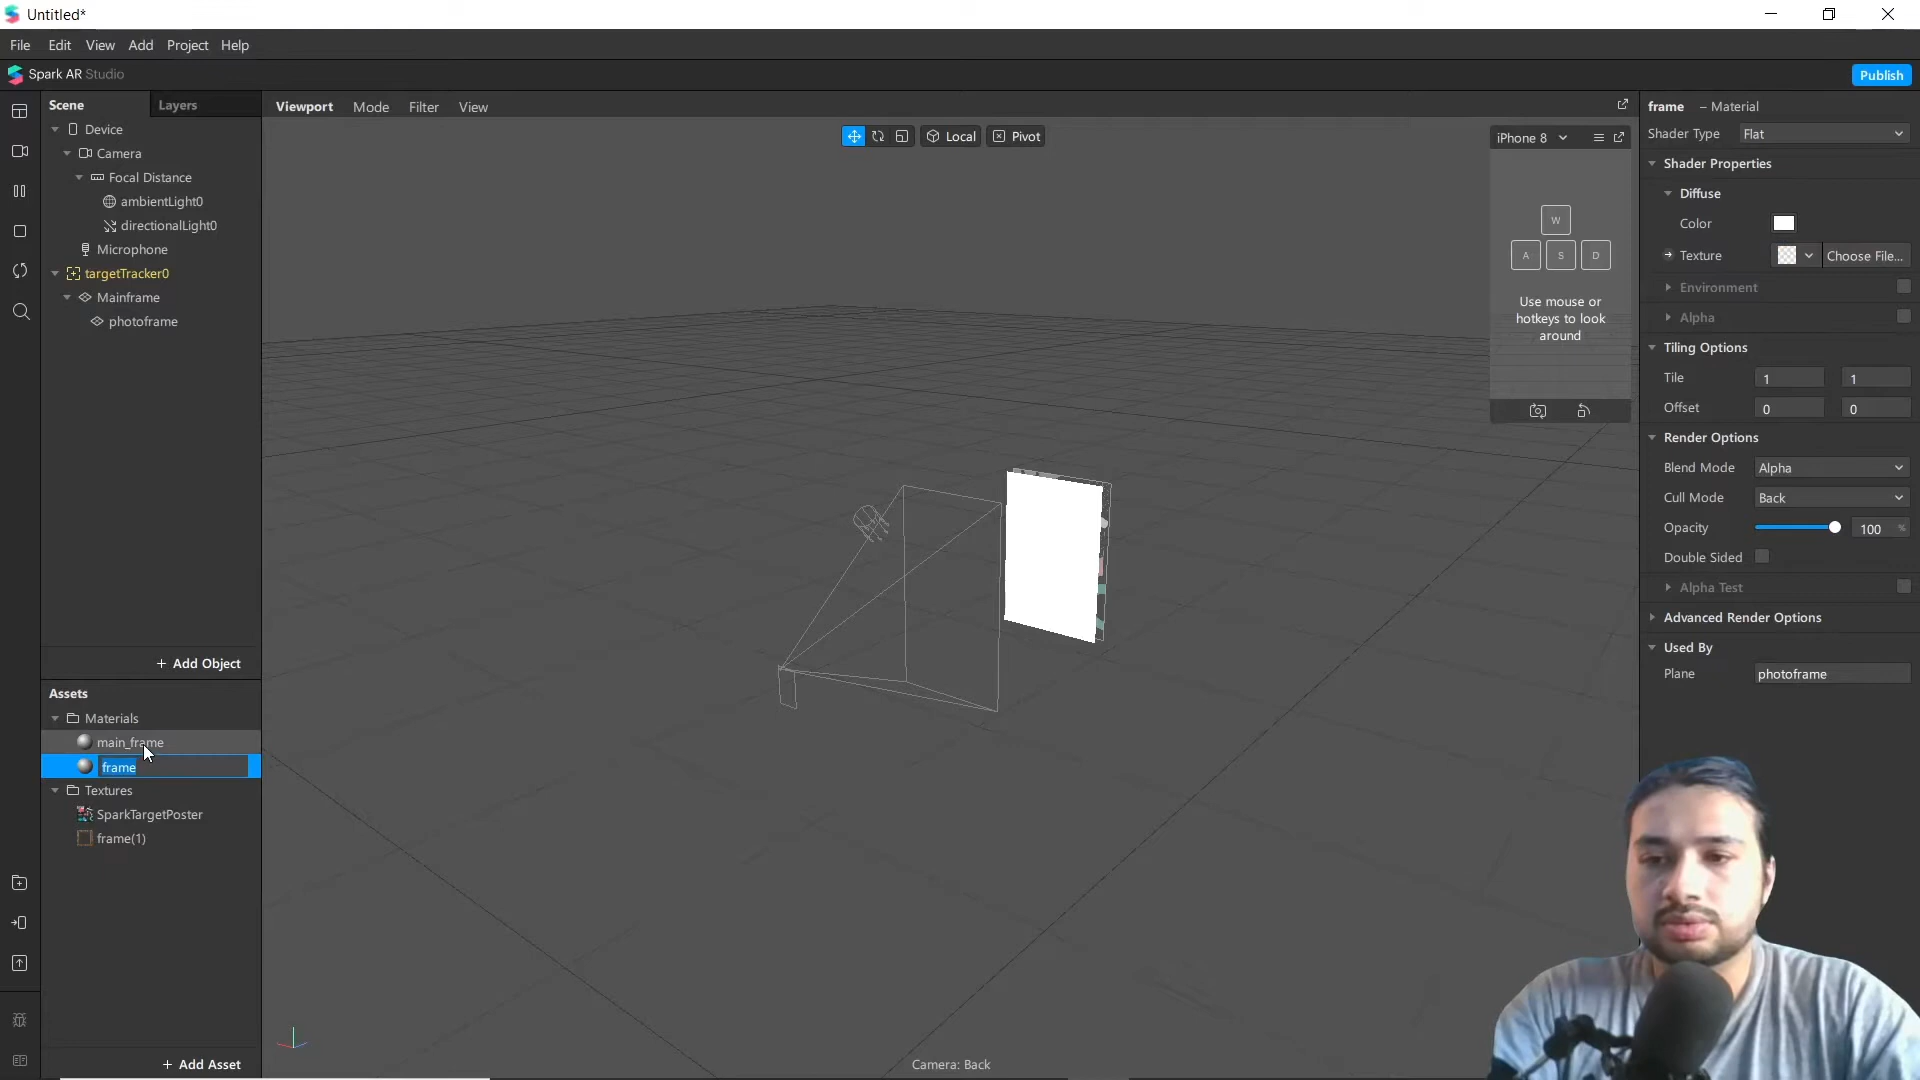 Untitled*
File Edit View Add Project Help
Spark AR Studio
Publish
Scene
Layers
Device
Camera
Focal Distance
ambientLight0
directionalLight0
Microphone
targetTracker0
Mainframe
photoframe
+ Add Object
Assets
Materials
main_frame
frame
Textures
SparkTargetPoster
frame(1)
+ Add Asset
Viewport Mode Filter View
Local
Pivot
iPhone 8
W
A S D
Use mouse or
hotkeys to look
around
Camera: Back
frame – Material
Shader Type Flat
Shader Properties
Diffuse
Color
Texture Choose File...
Environment
Alpha
Tiling Options
Tile 1 1
Offset 0 0
Render Options
Blend Mode Alpha
Cull Mode Back
Opacity 100 %
Double Sided
Alpha Test
Advanced Render Options
Used By
Plane photoframe